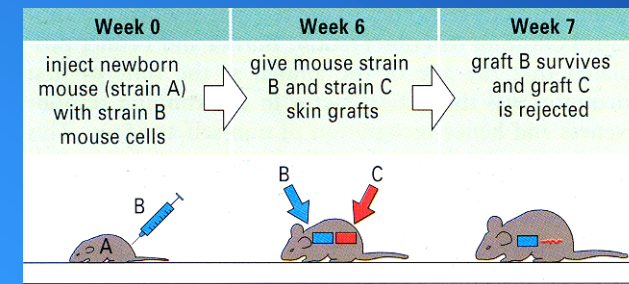 Week 0
Week 6
Week 7
inject newborn
mouse (strain A)
with strain B
mouse cells
give mouse strain
B and strain C
skin grafts
graft B survives
and graft C
is rejected
B
A
B
C